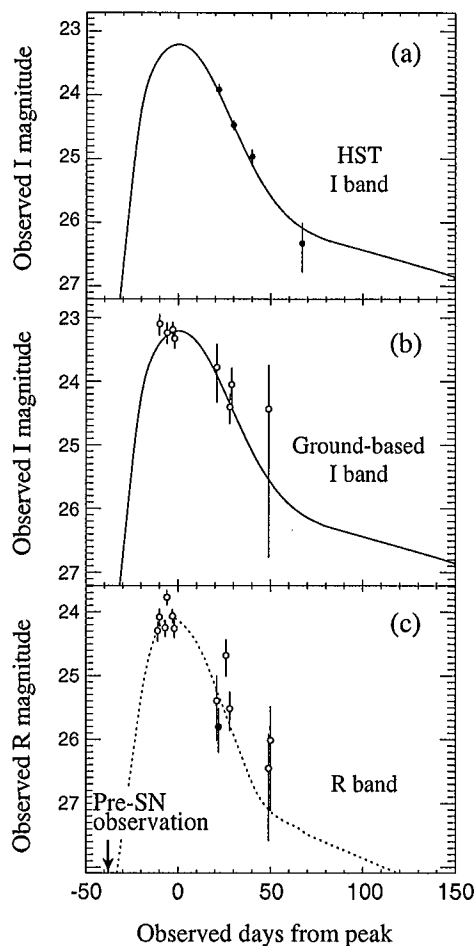 23
(a)
24
Observed I magnitude
25
HST
I band
26
27
23
(b)
24
Observed I magnitude
25
Ground-based
I band
26
27
(c)
24
25
Observed R magnitude
26
R band
27
Pre-SN
observation
-50 0 50 100 150
Observed days from peak